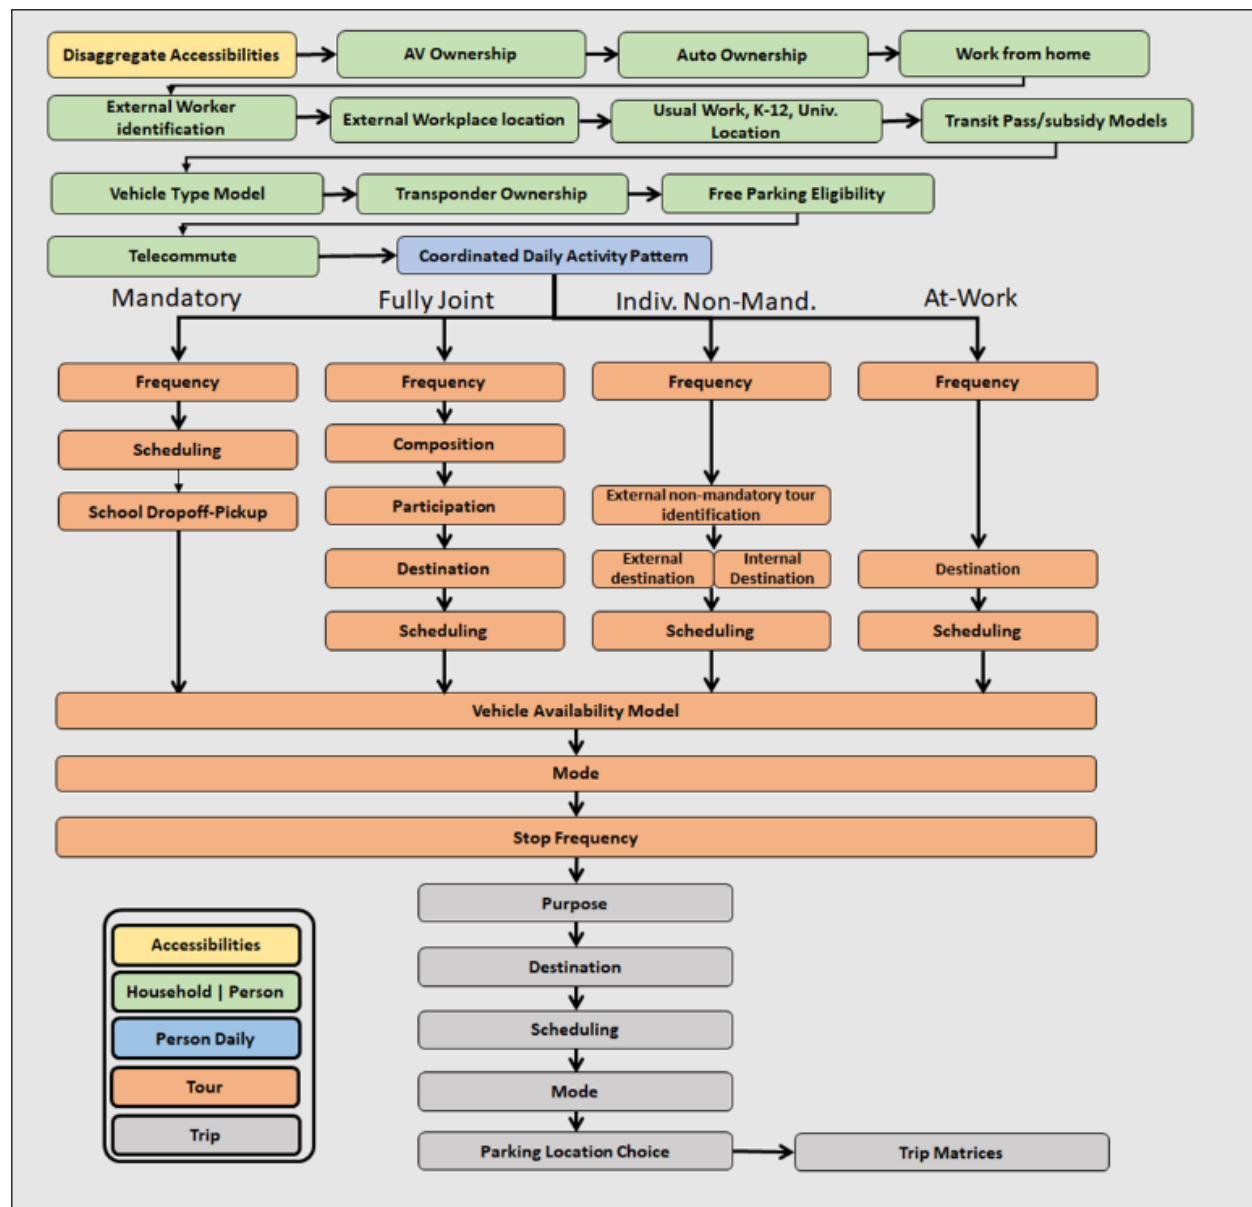 Disaggregate Accessibilities
AV Ownership
Auto Ownership
Work from home
External Worker
identification
External Workplace location
Usual Work, K-12, Univ.
Location
Transit Pass/subsidy Models
Vehicle Type Model
Transponder Ownership
Free Parking Eligibility
Telecommute
Coordinated Daily Activity Pattern
Mandatory
Fully Joint
Indiv. Non-Mand.
At-Work
Frequency
Frequency
Frequency
Frequency
Scheduling
Composition
School Dropoff-Pickup
Participation
External non-mandatory tour
identification
Destination
External
destination
Internal
Destination
Destination
Scheduling
Scheduling
Scheduling
Vehicle Availability Model
Mode
Stop Frequency
Purpose
Destination
Scheduling
Mode
Parking Location Choice
Trip Matrices
Accessibilities
Household | Person
Person Daily
Tour
Trip